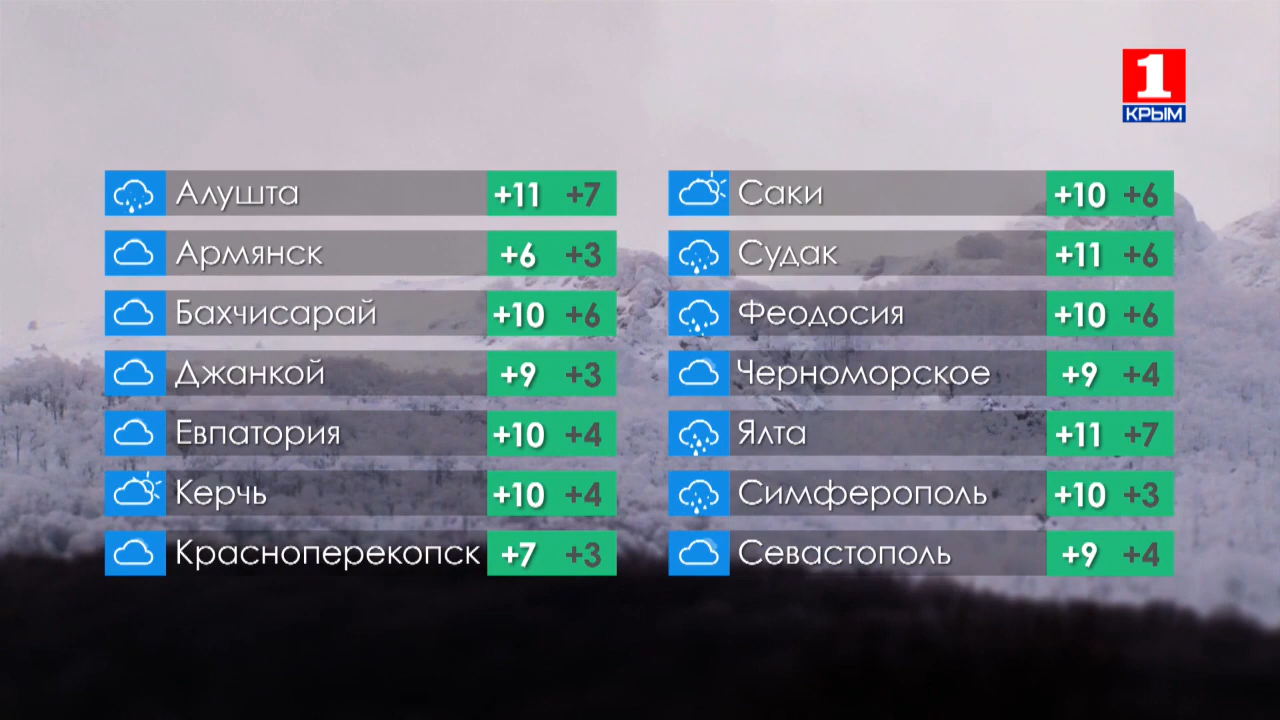 1
КРЫМ
Алушта +11 +7
Армянск +6 +3
Бахчисарай +10 +6
Джанкой +9 +3
Евпатория +10 +4
Керчь +10 +4
Красноперекопск +7 +3
Саки +10 +6
Судак +11 +6
Феодосия +10 +6
Черноморское +9 +4
Ялта +11 +7
Симферополь +10 +3
Севастополь +9 +4